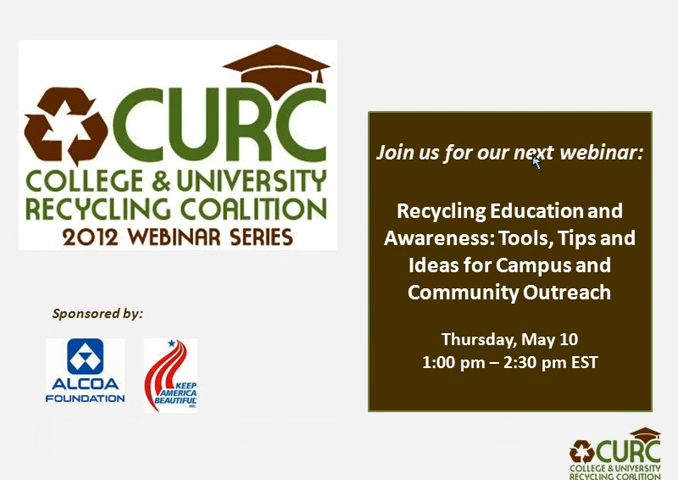 CURC
COLLEGE & UNIVERSITY
RECYCLING COALITION
2012 WEBINAR SERIES
Sponsored by:
ALCOA
FOUNDATION
KEEP
AMERICA
BEAUTIFUL
INC.
Join us for our next webinar:
Recycling Education and
Awareness: Tools, Tips and
Ideas for Campus and
Community Outreach
Thursday, May 10
1:00 pm – 2:30 pm EST
CURC
COLLEGE & UNIVERSITY
RECYCLING COALITION